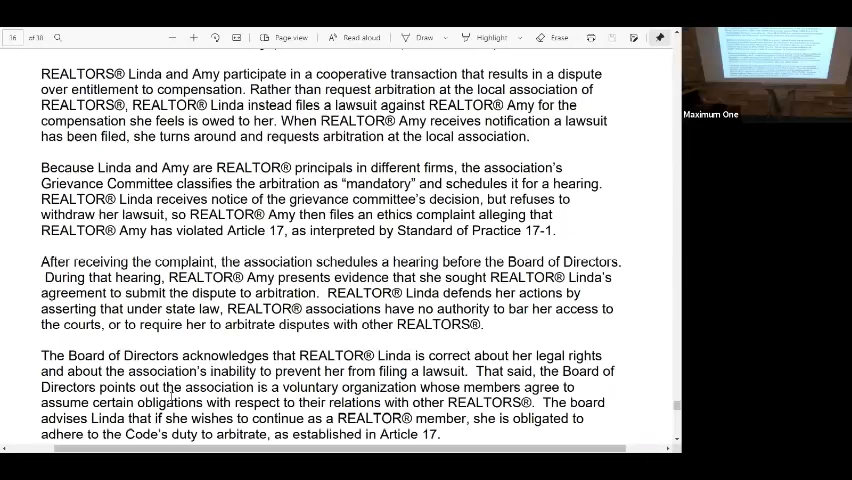 16 of 38 Page view Read aloud Draw Highlight Erase
REALTORS® Linda and Amy participate in a cooperative transaction that results in a dispute
over entitlement to compensation. Rather than request arbitration at the local association of
REALTORS®, REALTOR® Linda instead files a lawsuit against REALTOR® Amy for the
compensation she feels is owed to her. When REALTOR® Amy receives notification a lawsuit
has been filed, she turns around and requests arbitration at the local association.
Because Linda and Amy are REALTOR® principals in different firms, the association's
Grievance Committee classifies the arbitration as “mandatory” and schedules it for a hearing.
REALTOR® Linda receives notice of the grievance committee's decision, but refuses to
withdraw her lawsuit, so REALTOR® Amy then files an ethics complaint alleging that
REALTOR® Amy has violated Article 17, as interpreted by Standard of Practice 17-1.
After receiving the complaint, the association schedules a hearing before the Board of Directors.
During that hearing, REALTOR® Amy presents evidence that she sought REALTOR® Linda's
agreement to submit the dispute to arbitration. REALTOR® Linda defends her actions by
asserting that under state law, REALTOR® associations have no authority to bar her access to
the courts, or to require her to arbitrate disputes with other REALTORS®.
The Board of Directors acknowledges that REALTOR® Linda is correct about her legal rights
and about the association's inability to prevent her from filing a lawsuit. That said, the Board of
Directors points out the association is a voluntary organization whose members agree to
assume certain obligations with respect to their relations with other REALTORS®. The board
advises Linda that if she wishes to continue as a REALTOR® member, she is obligated to
adhere to the Code's duty to arbitrate, as established in Article 17.
Maximum One